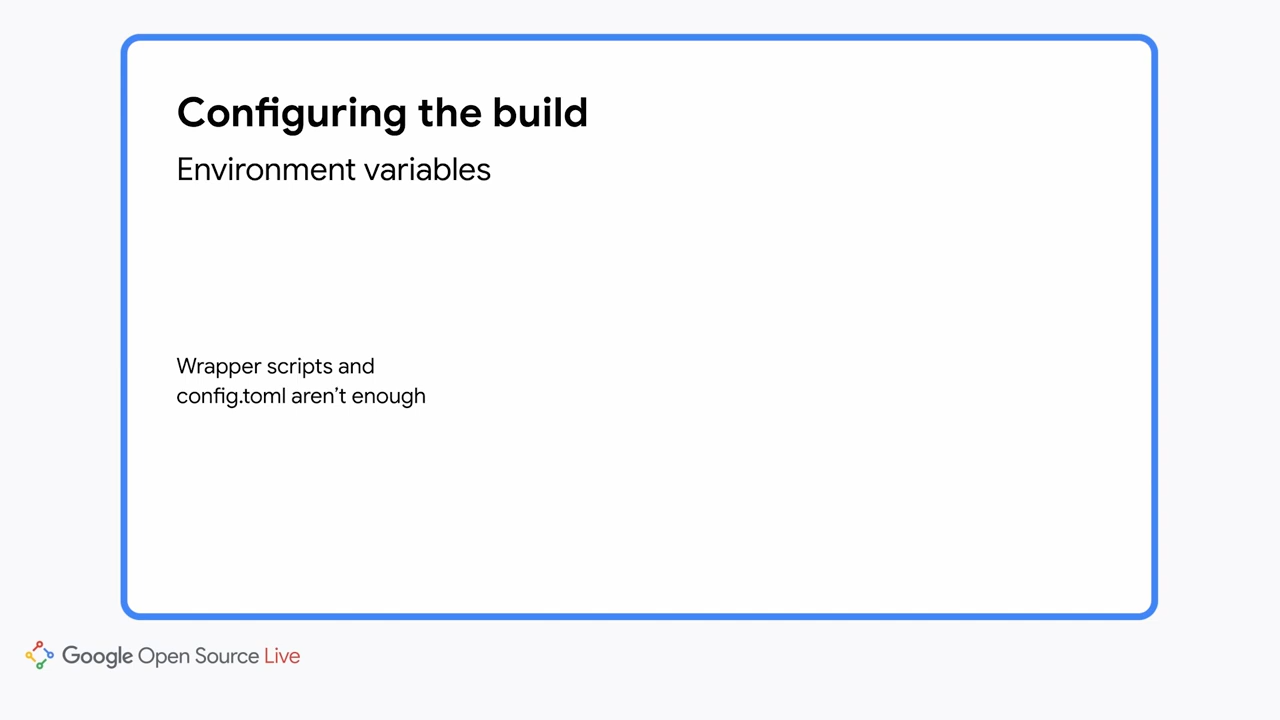 Configuring the build
Environment variables
Wrapper scripts and
config.toml aren’t enough
Google Open Source Live